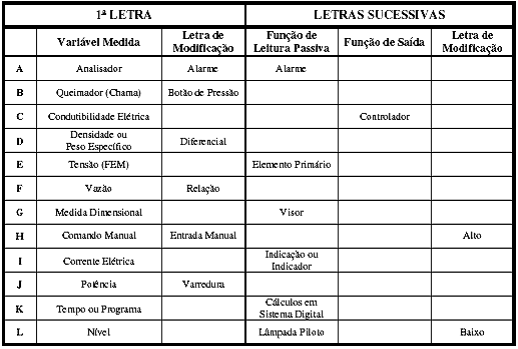 1ª LETRA LETRAS SUCESSIVAS
Variável Medida Letra de Modificação Função de Leitura Passiva Função de Saída Letra de Modificação
A Analisador Alarme Alarme
B Queimador (Chama) Botão de Pressão
C Condutibilidade Elétrica Controlador
D Densidade ou Peso Específico Diferencial
E Tensão (FEM) Elemento Primário
F Vazão Relação
G Medida Dimensional Visor
H Comando Manual Entrada Manual Alto
I Corrente Elétrica Indicação ou Indicador
J Potência Varredura
K Tempo ou Programa Cálculos em Sistema Digital
L Nível Lâmpada Piloto Baixo